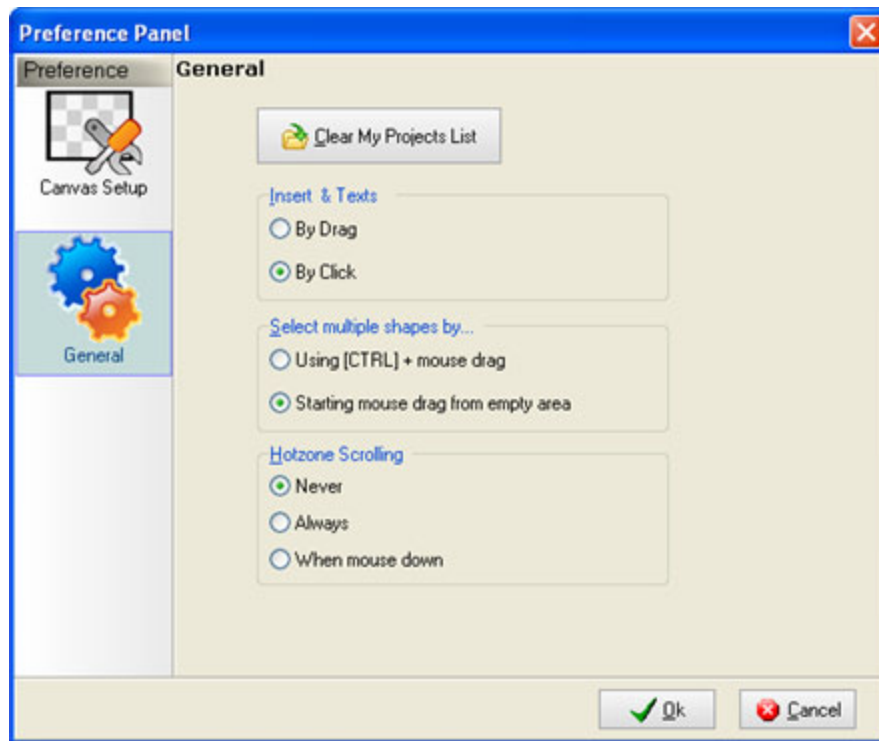 Preference Panel
Preference
General
Clear My Projects List
Canvas Setup
Insert & Texts
By Drag
By Click
General
Select multiple shapes by...
Using [CTRL] + mouse drag
Starting mouse drag from empty area
Hotzone Scrolling
Never
Always
When mouse down
Ok
Cancel